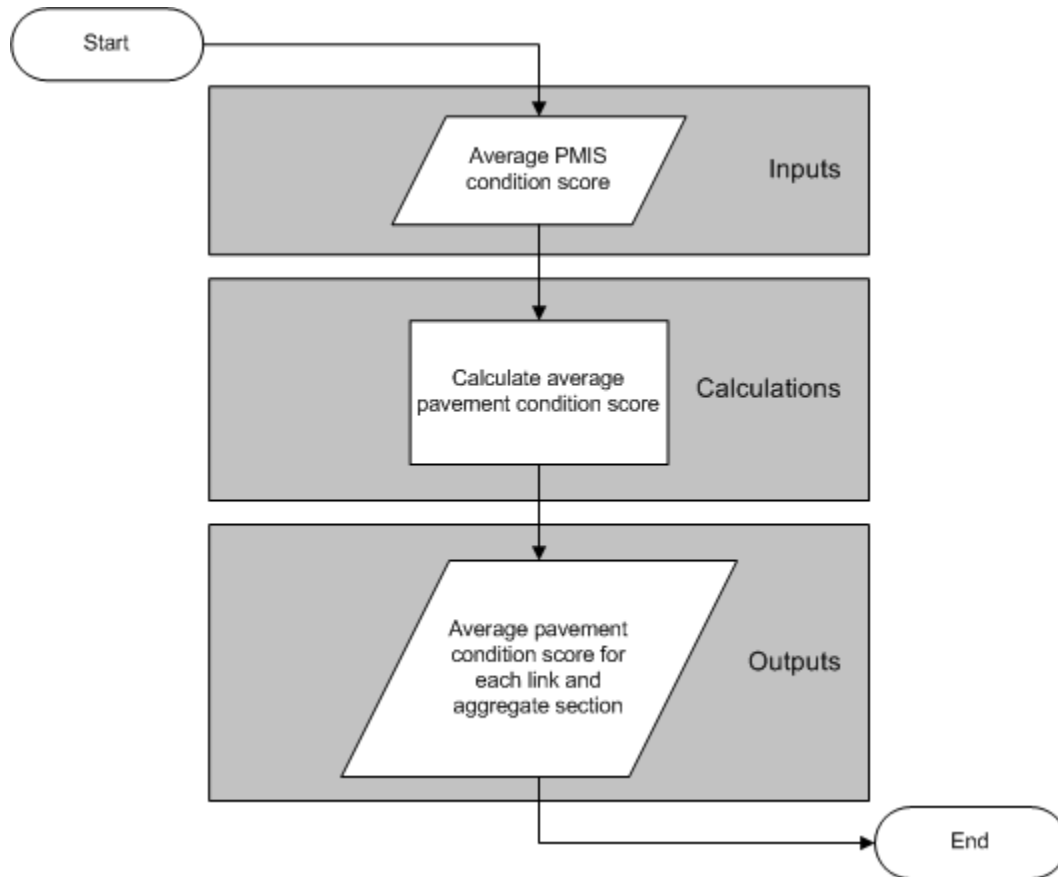 Start
Average PMIS
condition score
Inputs
Calculate average
pavement condition score
Calculations
Average pavement
condition score for
each link and
aggregate section
Outputs
End